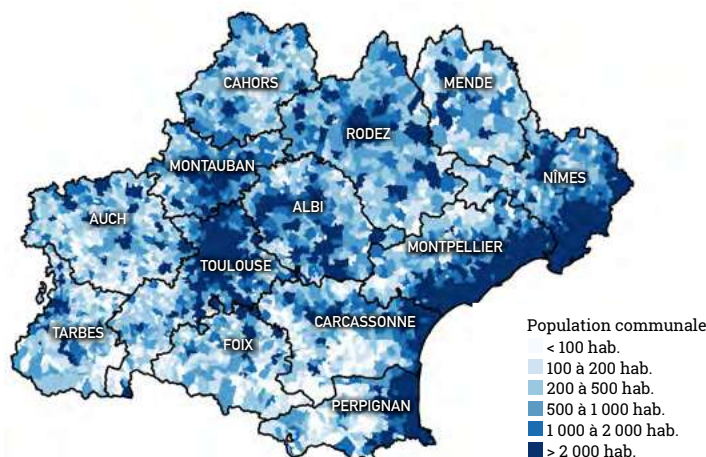 CAHORS
MENDE
RODEZ
MONTAUBAN
NÎMES
ALBI
AUCH
MONTPELLIER
TOULOUSE
CARCASSONNE
TARBES
FOIX
PERPIGNAN
Population communale
< 100 hab.
100 à 200 hab.
200 à 500 hab.
500 à 1 000 hab.
1 000 à 2 000 hab.
> 2 000 hab.